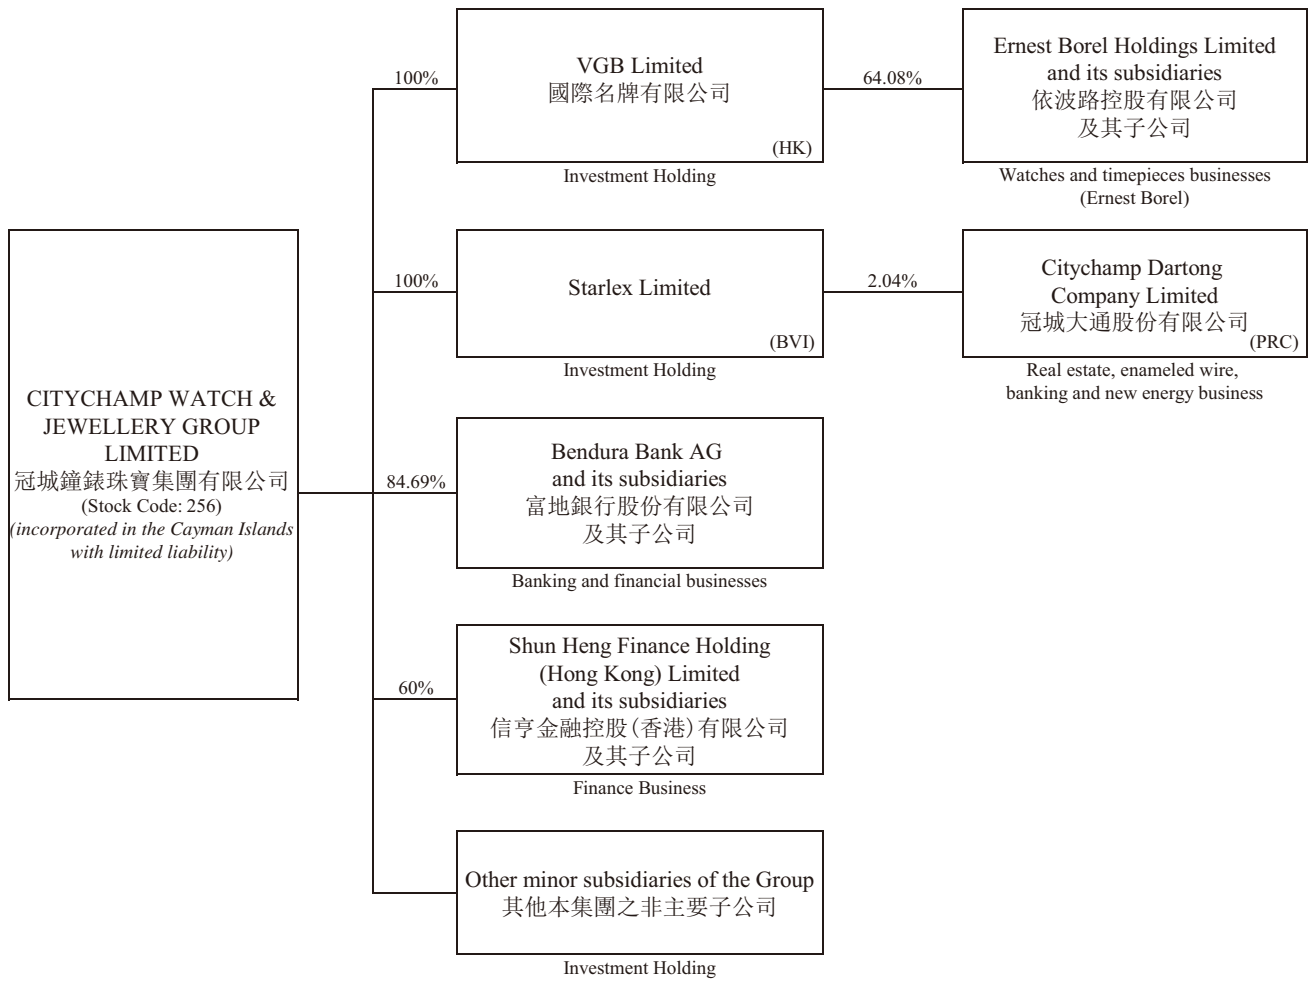 CITYCHAMP WATCH &
JEWELLERY GROUP
LIMITED
冠城鐘錶珠寶集團有限公司
(Stock Code: 256)
(incorporated in the Cayman Islands
with limited liability)
100%
VGB Limited
國際名牌有限公司
(HK)
Investment Holding
64.08%
Ernest Borel Holdings Limited
and its subsidiaries
依波路控股有限公司
及其子公司
Watches and timepieces businesses
(Ernest Borel)
100%
Starlex Limited
(BVI)
Investment Holding
2.04%
Citychamp Dartong
Company Limited
冠城大通股份有限公司
(PRC)
Real estate, enameled wire,
banking and new energy business
84.69%
Bendura Bank AG
and its subsidiaries
富地銀行股份有限公司
及其子公司
Banking and financial businesses
60%
Shun Heng Finance Holding
(Hong Kong) Limited
and its subsidiaries
信亨金融控股(香港)有限公司
及其子公司
Finance Business
Other minor subsidiaries of the Group
其他本集團之非主要子公司
Investment Holding